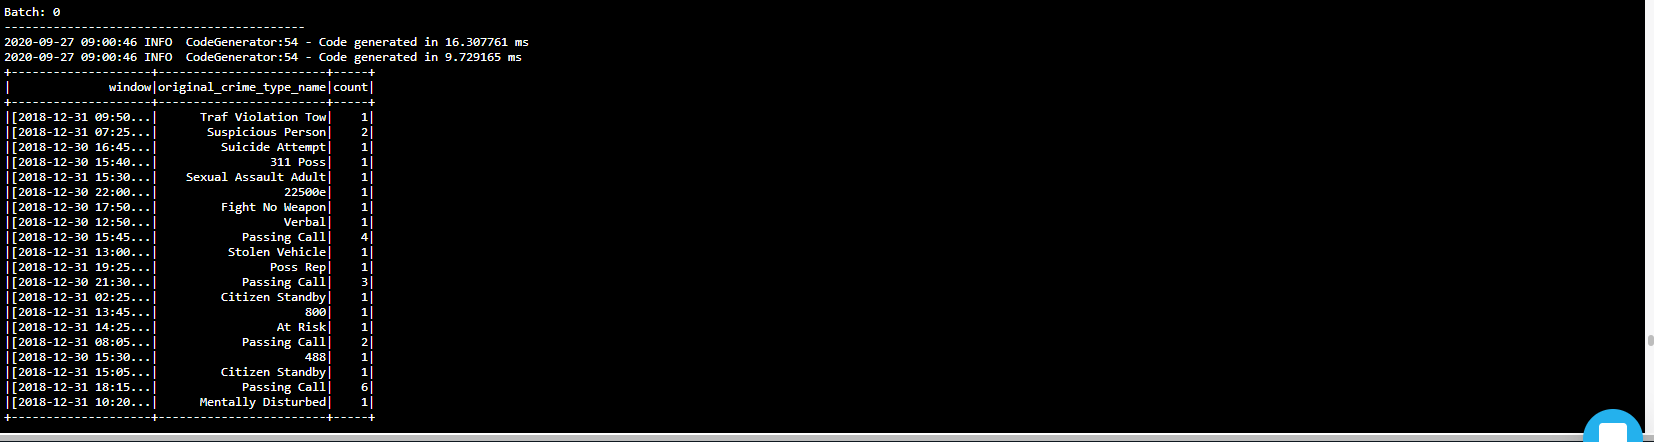 Batch: 0
-------------------------------------------
2020-09-27 09:00:46 INFO  CodeGenerator:54 - Code generated in 16.307761 ms
2020-09-27 09:00:46 INFO  CodeGenerator:54 - Code generated in 9.729165 ms
+--------------------+------------------------+-----+
|              window|original_crime_type_name|count|
+--------------------+------------------------+-----+
|[2018-12-31 09:50...|      Traf Violation Tow|    1|
|[2018-12-31 07:25...|       Suspicious Person|    2|
|[2018-12-30 16:45...|         Suicide Attempt|    1|
|[2018-12-30 15:40...|                311 Poss|    1|
|[2018-12-31 15:30...|    Sexual Assault Adult|    1|
|[2018-12-30 22:00...|                  22500e|    1|
|[2018-12-30 17:50...|         Fight No Weapon|    1|
|[2018-12-30 12:50...|                  Verbal|    1|
|[2018-12-30 15:45...|            Passing Call|    4|
|[2018-12-31 13:00...|          Stolen Vehicle|    1|
|[2018-12-31 19:25...|                Poss Rep|    1|
|[2018-12-30 21:30...|            Passing Call|    3|
|[2018-12-31 02:25...|         Citizen Standby|    1|
|[2018-12-31 13:45...|                     800|    1|
|[2018-12-31 14:25...|                 At Risk|    1|
|[2018-12-31 08:05...|            Passing Call|    2|
|[2018-12-30 15:30...|                     488|    1|
|[2018-12-31 15:05...|         Citizen Standby|    1|
|[2018-12-31 18:15...|            Passing Call|    6|
|[2018-12-31 10:20...|      Mentally Disturbed|    1|
+--------------------+------------------------+-----+